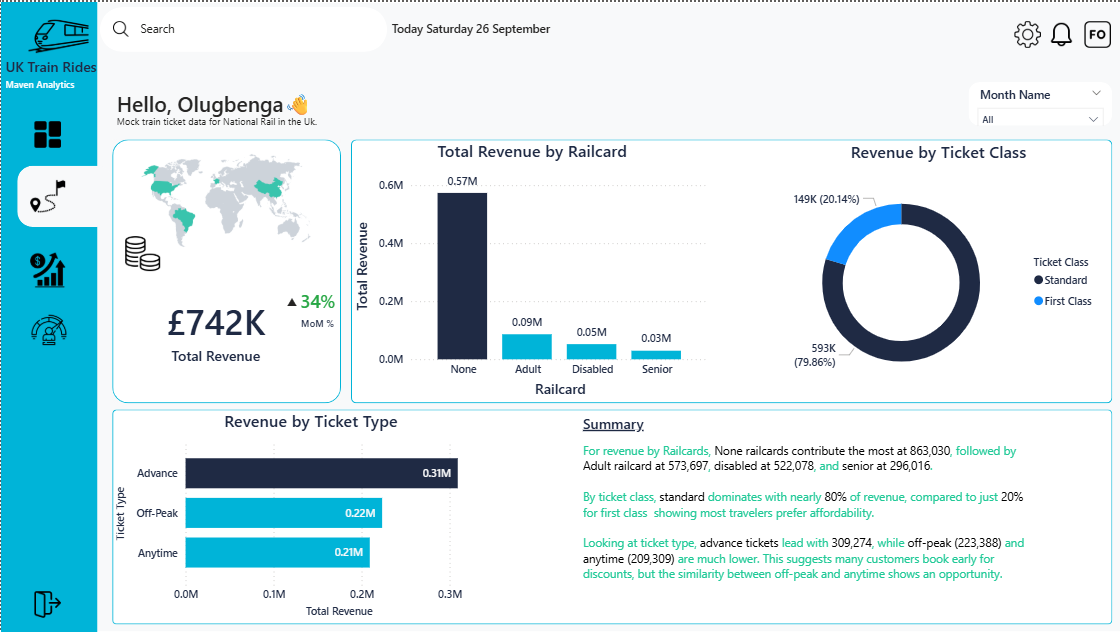 UK Train Rides
Maven Analytics
Search
Today Saturday 26 September
FO
Hello, Olugbenga 👋
Mock train ticket data for National Rail in the Uk.
Month Name
All
£742K
Total Revenue
▲ 34%
MoM %
Total Revenue by Railcard
Total Revenue
0.6M
0.4M
0.2M
0.0M
0.57M
0.09M
0.05M
0.03M
None
Adult
Disabled
Senior
Railcard
Revenue by Ticket Class
149K (20.14%)
593K
(79.86%)
Ticket Class
Standard
First Class
Revenue by Ticket Type
Ticket Type
Advance
0.31M
Off-Peak
0.22M
Anytime
0.21M
0.0M
0.1M
0.2M
0.3M
Total Revenue
Summary
For revenue by Railcards, None railcards contribute the most at 863,030, followed by
Adult railcard at 573,697, disabled at 522,078, and senior at 296,016.
By ticket class, standard dominates with nearly 80% of revenue, compared to just 20%
for first class  showing most travelers prefer affordability.
Looking at ticket type, advance tickets lead with 309,274, while off-peak (223,388) and
anytime (209,309) are much lower. This suggests many customers book early for
discounts, but the similarity between off-peak and anytime shows an opportunity.